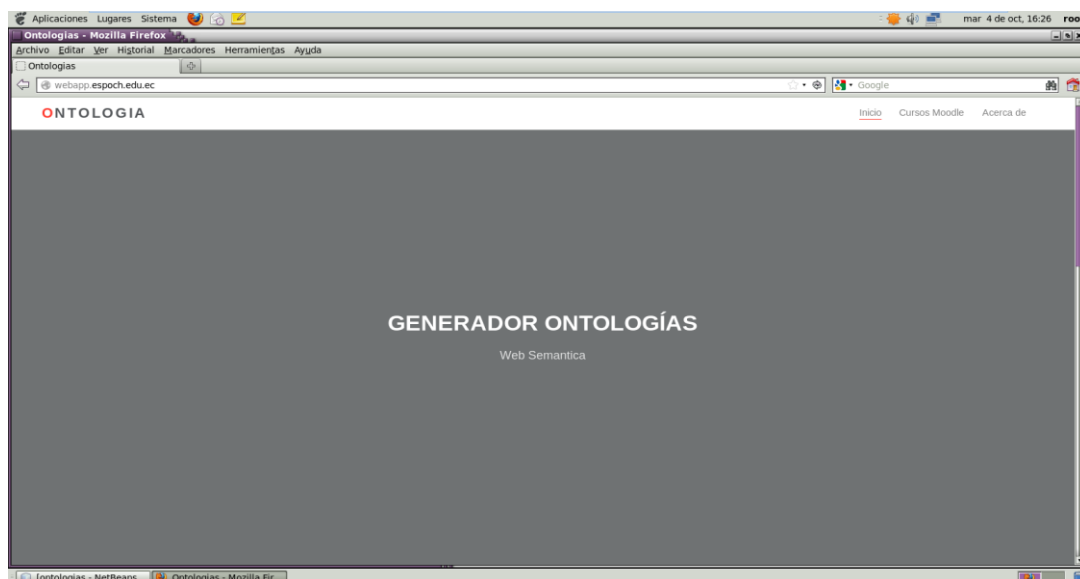 Aplicaciones Lugares Sistema mar 4 de oct, 16:26 roo
Ontologias - Mozilla Firefox
Archivo Editar Ver Historial Marcadores Herramientas Ayuda
Ontologias
webapp.espoch.edu.ec Google
ONTOLOGIA Inicio Cursos Moodle Acerca de
GENERADOR ONTOLOGÍAS
Web Semantica
[ontologias - NetBeans Ontologias - Mozilla Fir...